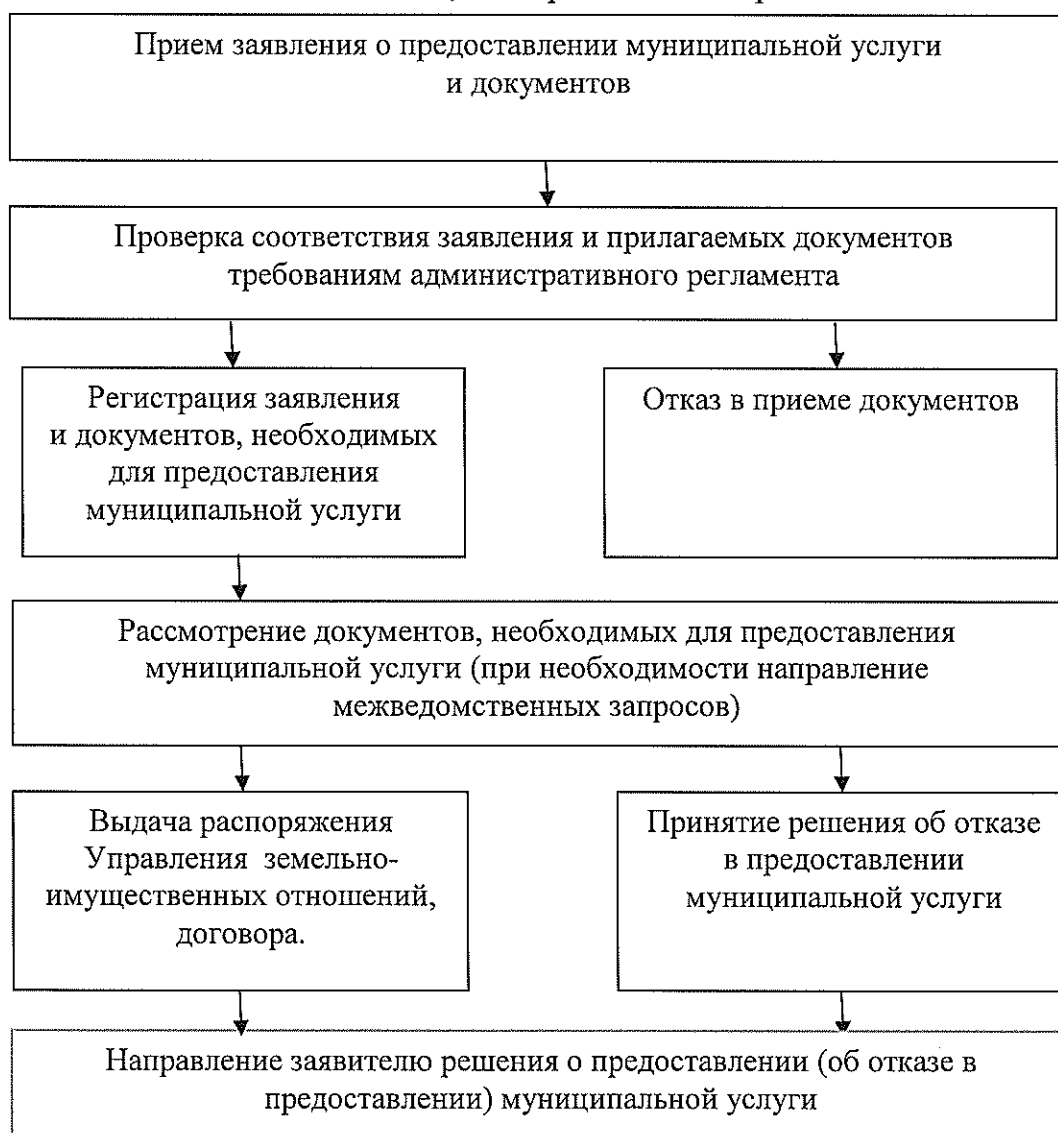 Прием заявления о предоставлении муниципальной услуги
и документов
Проверка соответствия заявления и прилагаемых документов
требованиям административного регламента
Регистрация заявления
и документов, необходимых
для предоставления
муниципальной услуги
Отказ в приеме документов
Рассмотрение документов, необходимых для предоставления
муниципальной услуги (при необходимости направление
межведомственных запросов)
Выдача распоряжения
Управления земельно-
имущественных отношений,
договора.
Принятие решения об отказе
в предоставлении
муниципальной услуги
Направление заявителю решения о предоставлении (об отказе в
предоставлении) муниципальной услуги